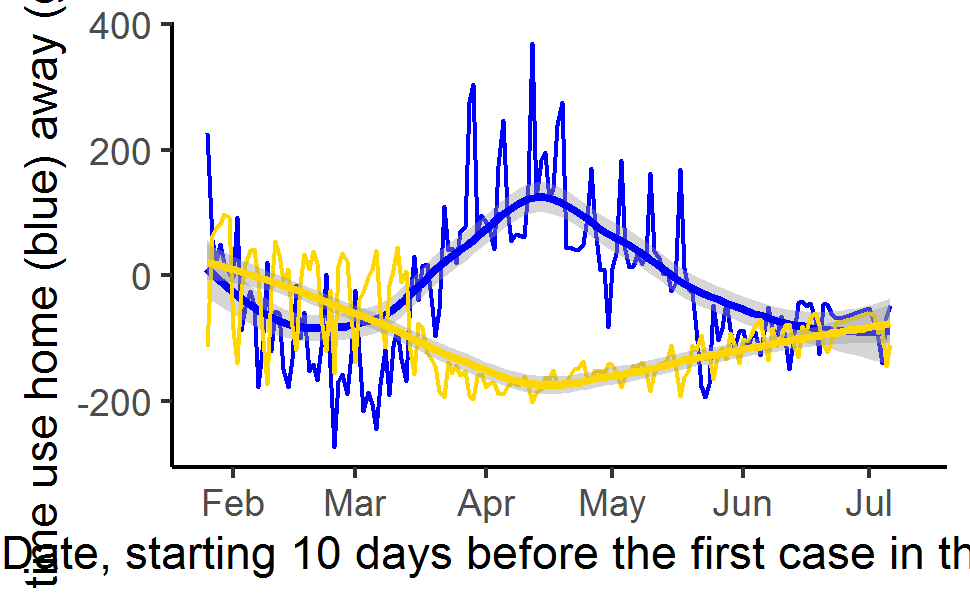 time use home (blue) away (
400
200
0
-200
Feb Mar Apr May Jun Jul
Date, starting 10 days before the first case in th